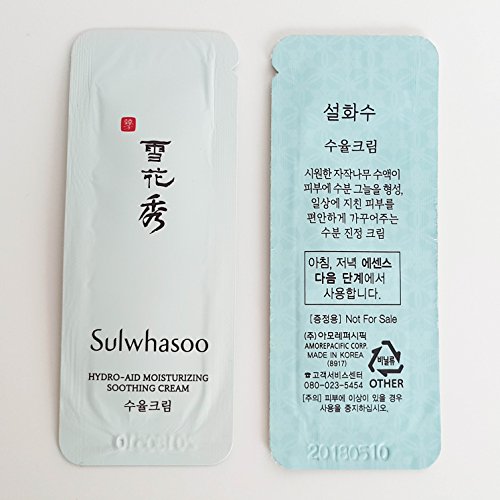 雪花秀
Sulwhasoo
HYDRO-AID MOISTURIZING
SOOTHING CREAM
수율크림
설화수
수율크림
시원한 자작나무 수액이
피부에 수분 그늘을 형성,
일상에 지친 피부를
편안하게 가꾸어주는
수분 진정 크림
아침, 저녁 에센스
다음 단계에서
사용합니다.
[증정용] Not For Sale
(주)아모레퍼시픽
AMOREPACIFIC CORP.
MADE IN KOREA
(8917)
☎고객서비스센터
080-023-5454
비닐류
OTHER
[주의] 피부에 이상이 있을 경우
사용을 중지하십시오.
20180510